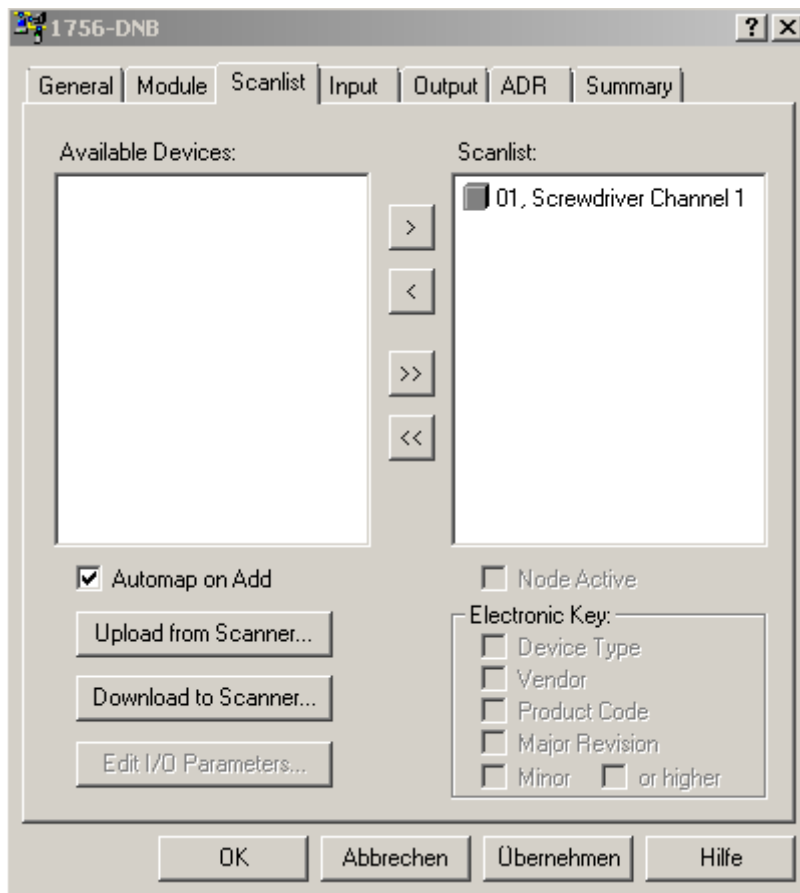 1756-DNB
General Module Scanlist Input Output ADR Summary
Available Devices:
Scanlist:
01, Screwdriver Channel 1
>
<
>>
<<
Automap on Add
Upload from Scanner...
Download to Scanner...
Edit I/O Parameters...
Node Active
Electronic Key:
Device Type
Vendor
Product Code
Major Revision
Minor or higher
OK Abbrechen Übernehmen Hilfe